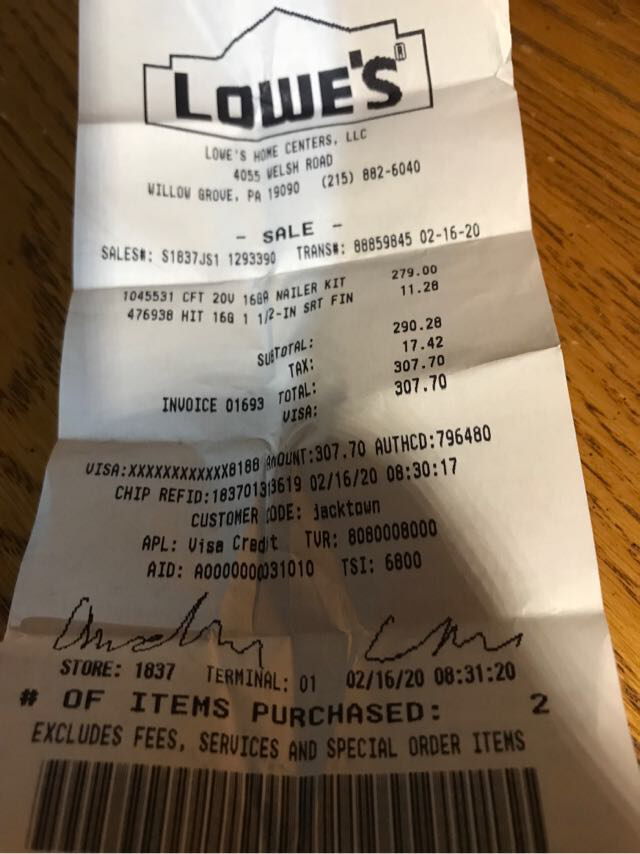 LOWE'S®
LOWE'S HOME CENTERS, LLC
4055 WELSH ROAD
WILLOW GROVE, PA 19090 (215) 882-6040
- SALE -
SALES#: S1837JS1 1293390 TRANS#: 88859845 02-16-20
1045531 CFT 20V 16GA NAILER KIT 279.00
476938 HIT 16G 1 1/2-IN SRT FIN 11.28
SUBTOTAL: 290.28
TAX: 17.42
INVOICE 01693 TOTAL: 307.70
VISA: 307.70
VISA:XXXXXXXXXXXX8188 AMOUNT:307.70 AUTHCD:796480
CHIP REFID:183701313619 02/16/20 08:30:17
CUSTOMER CODE: jacktown
APL: Visa Credit TVR: 8080008000
AID: A0000000031010 TSI: 6800
STORE: 1837 TERMINAL: 01 02/16/20 08:31:20
# OF ITEMS PURCHASED: 2
EXCLUDES FEES, SERVICES AND SPECIAL ORDER ITEMS